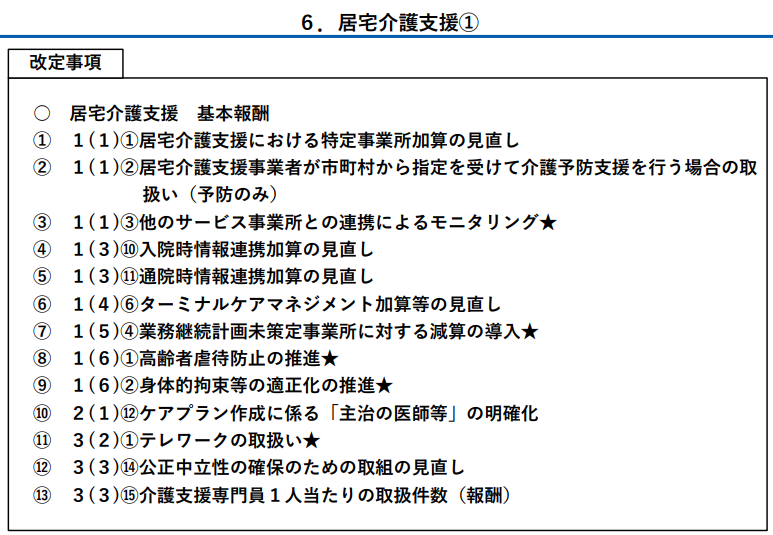 ６．居宅介護支援①
改定事項
○　居宅介護支援　基本報酬
①　１(１)①居宅介護支援における特定事業所加算の見直し
②　１(１)②居宅介護支援事業者が市町村から指定を受けて介護予防支援を行う場合の取
扱い（予防のみ）
③　１(１)③他のサービス事業所との連携によるモニタリング★
④　１(３)⑩入院時情報連携加算の見直し
⑤　１(３)⑪通院時情報連携加算の見直し
⑥　１(４)⑥ターミナルケアマネジメント加算等の見直し
⑦　１(５)④業務継続計画未策定事業所に対する減算の導入★
⑧　１(６)①高齢者虐待防止の推進★
⑨　１(６)②身体的拘束等の適正化の推進★
⑩　２(１)⑫ケアプラン作成に係る「主治の医師等」の明確化
⑪　３(２)①テレワークの取扱い★
⑫　３(３)⑭公正中立性の確保のための取組の見直し
⑬　３(３)⑮介護支援専門員１人当たりの取扱件数（報酬）